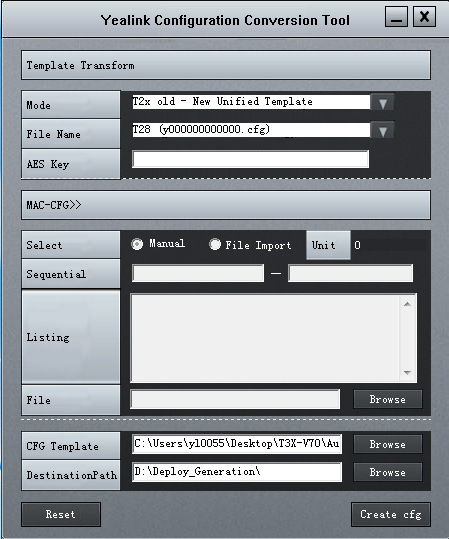 Yealink Configuration Conversion Tool
Template Transform
Mode T2x old - New Unified Template
File Name T28 (y000000000000.cfg)
AES Key
MAC-CFG>>
Select Manual File Import Unit 0
Sequential —
Listing
File Browse
CFG Template C:\Users\yl0055\Desktop\T3X-V70\Au Browse
DestinationPath D:\Deploy_Generation\ Browse
Reset Create cfg